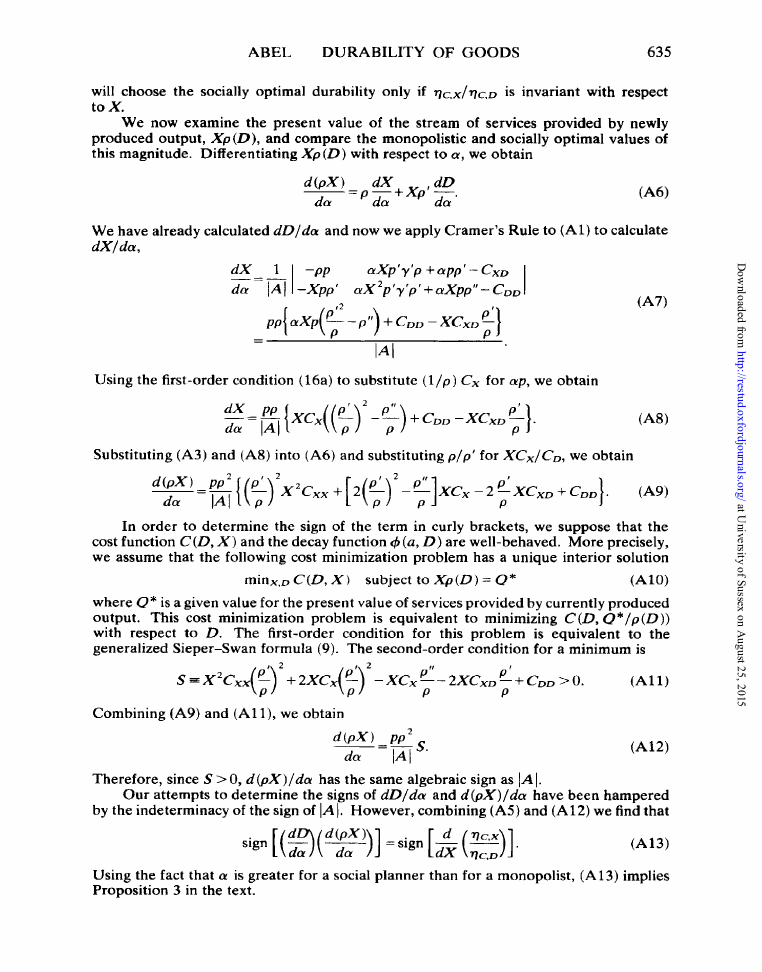 ABEL DURABILITY OF GOODS 635
will choose the socially optimal durability only if η_{C,X}/η_{C,D} is invariant with respect
to X.
We now examine the present value of the stream of services provided by newly
produced output, Xρ(D), and compare the monopolistic and socially optimal values of
this magnitude. Differentiating Xρ(D) with respect to α, we obtain
d(ρX)/dα = ρ dX/dα + Xρ' dD/dα. (A6)
We have already calculated dD/dα and now we apply Cramer's Rule to (A1) to calculate
dX/dα,
dX/dα = 1/|A| | -pρ αXp'γ'ρ + αpρ' - C_{XD} |
| -Xpρ' αX²p'γ'ρ' + αXpρ'' - C_{DD} |
(A7)
= pρ{αXp(ρ'²/ρ - ρ'') + C_{DD} - XC_{XD} ρ'/ρ} / |A| .
Using the first-order condition (16a) to substitute (1/ρ) C_X for αp, we obtain
dX/dα = pρ/|A| {XC_X((ρ'/ρ)² - ρ''/ρ) + C_{DD} - XC_{XD} ρ'/ρ}. (A8)
Substituting (A3) and (A8) into (A6) and substituting ρ/ρ' for XC_X/C_D, we obtain
d(ρX)/dα = pρ²/|A| {(ρ'/ρ)² X²C_{XX} + [2(ρ'/ρ)² - ρ''/ρ]XC_X - 2 ρ'/ρ XC_{XD} + C_{DD}}. (A9)
In order to determine the sign of the term in curly brackets, we suppose that the
cost function C(D, X) and the decay function φ(a, D) are well-behaved. More precisely,
we assume that the following cost minimization problem has a unique interior solution
min_{X,D} C(D, X) subject to Xρ(D) = Q* (A10)
where Q* is a given value for the present value of services provided by currently produced
output. This cost minimization problem is equivalent to minimizing C(D, Q*/ρ(D))
with respect to D. The first-order condition for this problem is equivalent to the
generalized Sieper–Swan formula (9). The second-order condition for a minimum is
S ≡ X²C_{XX}(ρ'/ρ)² + 2XC_X(ρ'/ρ)² - XC_X ρ''/ρ - 2XC_{XD} ρ'/ρ + C_{DD} > 0. (A11)
Combining (A9) and (A11), we obtain
d(ρX)/dα = pρ²/|A| S. (A12)
Therefore, since S > 0, d(ρX)/dα has the same algebraic sign as |A|.
Our attempts to determine the signs of dD/dα and d(ρX)/dα have been hampered
by the indeterminacy of the sign of |A|. However, combining (A5) and (A12) we find that
sign [(dD/dα)(d(ρX)/dα)] = sign [d/dX (η_{C,X}/η_{C,D})]. (A13)
Using the fact that α is greater for a social planner than for a monopolist, (A13) implies
Proposition 3 in the text.
Downloaded from http://restud.oxfordjournals.org/ at University of Sussex on August 25, 2015